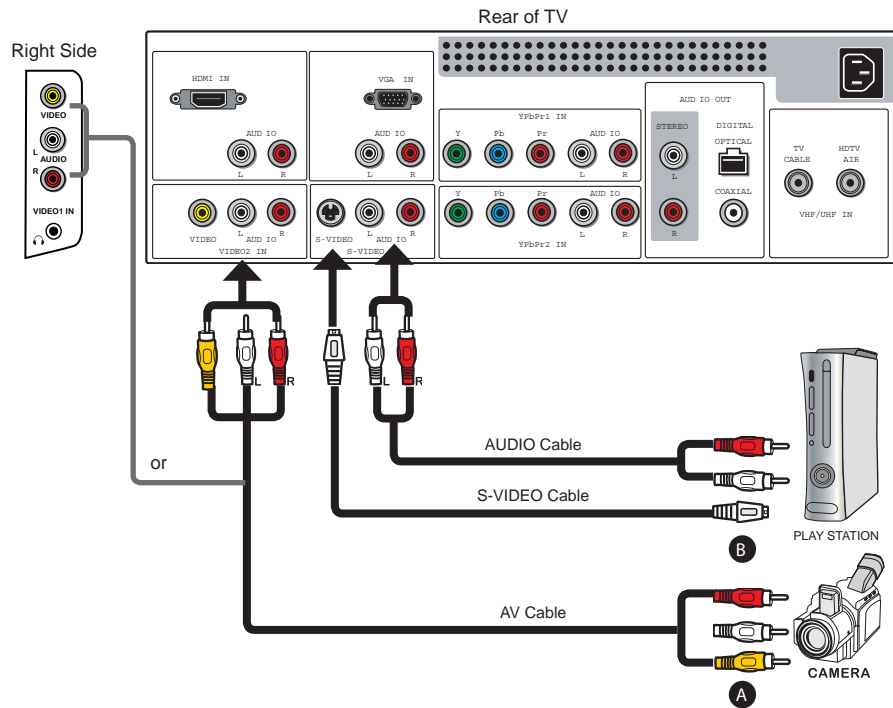 Rear of TV
Right Side
VIDEO
L
AUDIO
R
VIDEO1 IN
HDMI IN
AUD IO
L R
VGA IN
AUD IO
L R
YPbPr1 IN
Y Pb Pr AUD IO
L R
AUD IO OUT
STEREO
L
R
DIGITAL
OPTICAL
COAXIAL
TV
CABLE
HDTV
AIR
VHF/UHF IN
VIDEO L AUD IO R
VIDEO2 IN
S-VIDEO L AUD IO R
S-VIDEO
Y Pb Pr AUD IO
L R
YPbPr2 IN
L R
L R
or
AUDIO Cable
S-VIDEO Cable
B
PLAY STATION
AV Cable
A
CAMERA